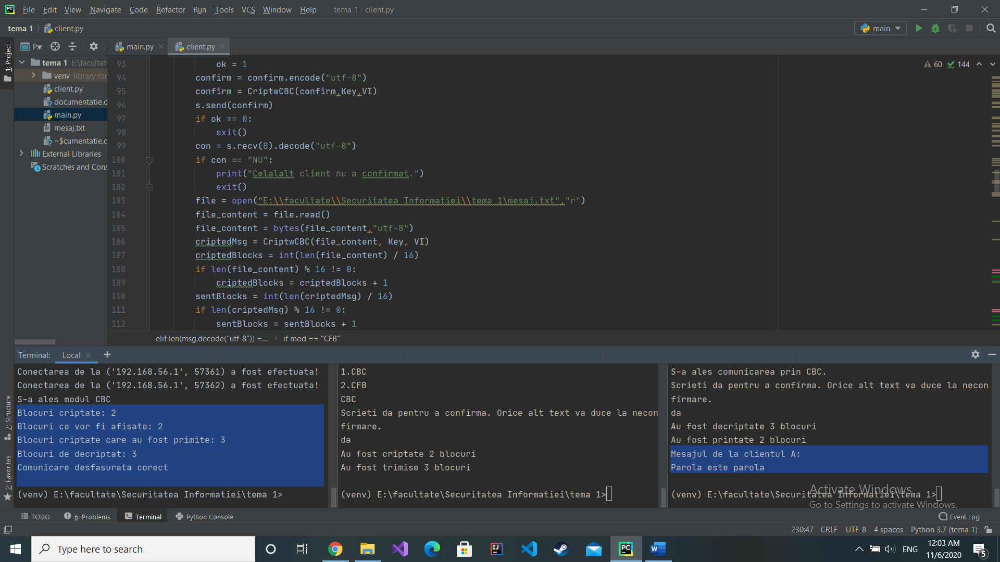 File Edit View Navigate Code Refactor Run Tools VCS Window Help tema 1 - client.py
tema 1 client.py
main
1: Project
P...
main.py
client.py
tema 1 E:\facultate
venv library roo
client.py
documentatie.d
main.py
mesaj.txt
~$cumentatie.d
External Libraries
Scratches and Cons
60 144
93 ok = 1
94 confirm = confirm.encode("utf-8")
95 confirm = CriptwCBC(confirm,Key,VI)
96 s.send(confirm)
97 if ok == 0:
98 exit()
99 con = s.recv(8).decode("utf-8")
100 if con == "NU":
101 print("Celalalt client nu a confirmat.")
102 exit()
103 file = open("E:\\facultate\\Securitatea Informatiei\\tema 1\mesaj.txt","r")
104 file_content = file.read()
105 file_content = bytes(file_content,"utf-8")
106 criptedMsg = CriptwCBC(file_content, Key, VI)
107 criptedBlocks = int(len(file_content) / 16)
108 if len(file_content) % 16 != 0:
109 criptedBlocks = criptedBlocks + 1
110 sentBlocks = int(len(criptedMsg) / 16)
111 if len(criptedMsg) % 16 != 0:
112 sentBlocks = sentBlocks + 1
elif len(msg.decode("utf-8")) =... › if mod == "CFB"
Terminal: Local +
Conectarea de la ('192.168.56.1', 57361) a fost efectuata!
Conectarea de la ('192.168.56.1', 57362) a fost efectuata!
S-a ales modul CBC
Blocuri criptate: 2
Blocuri ce vor fi afisate: 2
Blocuri criptate care au fost primite: 3
Blocuri de decriptat: 3
Comunicare desfasurata corect
(venv) E:\facultate\Securitatea Informatiei\tema 1>
1.CBC
2.CFB
CBC
Scrieti da pentru a confirma. Orice alt text va duce la necon
firmare.
da
Au fost criptate 2 blocuri
Au fost trimise 3 blocuri
(venv) E:\facultate\Securitatea Informatiei\tema 1>
S-a ales comunicarea prin CBC.
Scrieti da pentru a confirma. Orice alt text va duce la necon
firmare.
da
Au fost decriptate 3 blocuri
Au fost printate 2 blocuri
Mesajul de la clientul A:
Parola este parola
(venv) E:\facultate\Securitatea Informatiei\tema 1>
Activate Windows
Go to Settings to activate Windows.
7: Structure
2: Favorites
TODO 6: Problems Terminal Python Console Event Log
230:47 CRLF UTF-8 4 spaces Python 3.7 (tema 1)
Type here to search
ENG
12:03 AM
11/6/2020
5